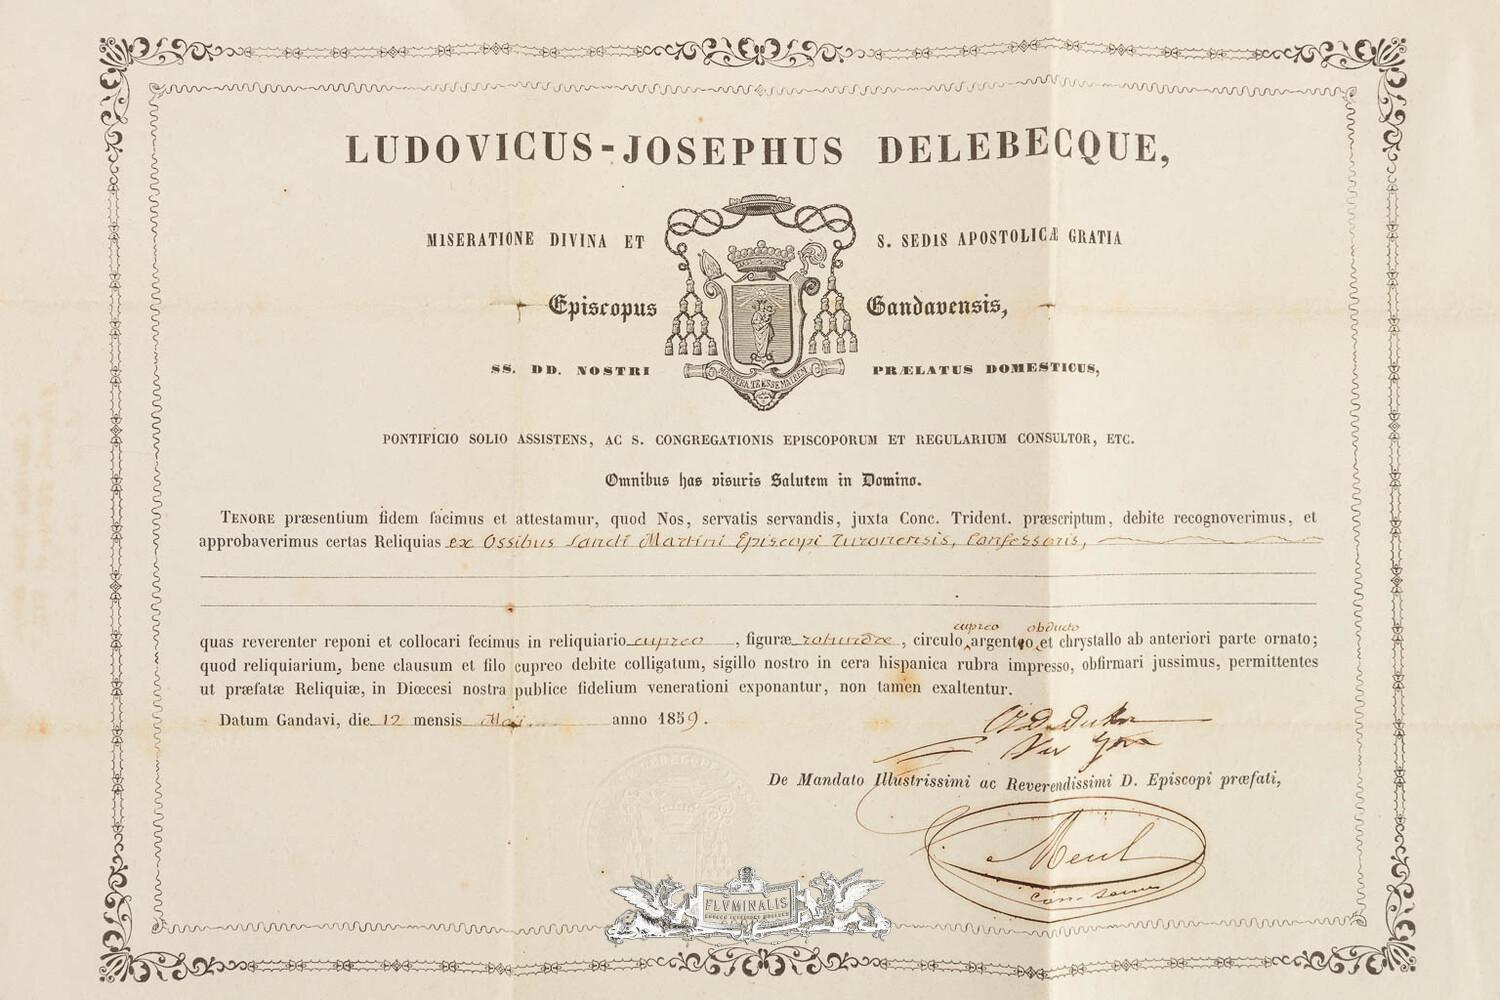 LUDOVICUS-JOSEPHUS DELEBECQUE,
MISERATIONE DIVINA ET S. SEDIS APOSTOLICÆ GRATIA
Episcopus Gandavensis,
SS. DD. NOSTRI PRÆLATUS DOMESTICUS,
MONSTRA TE ESSE MATREM
PONTIFICIO SOLIO ASSISTENS, AC S. CONGREGATIONIS EPISCOPORUM ET REGULARIUM CONSULTOR, ETC.
Omnibus has visuris Salutem in Domino.
TENORE præsentium fidem facimus et attestamur, quod Nos, servatis servandis, juxta Conc. Trident. præscriptum, debite recognoverimus, et
approbaverimus certas Reliquias ex Ossibus Sancti Martini Episcopi Turonensis, Confessoris,
cupreo obducto
quas reverenter reponi et collocari fecimus in reliquiario cupreo, figuræ rotundæ, circulo argenteo et chrystallo ab anteriori parte ornato;
quod reliquiarium, bene clausum et filo cupreo debite colligatum, sigillo nostro in cera hispanica rubra impresso, obfirmari jussimus, permittentes
ut præfatæ Reliquiæ, in Diœcesi nostra publice fidelium venerationi exponantur, non tamen exaltentur.
Datum Gandavi, die 12 mensis Maji anno 1859.
De Mandato Illustrissimi ac Reverendissimi D. Episcopi præfati,
FLVMINALIS